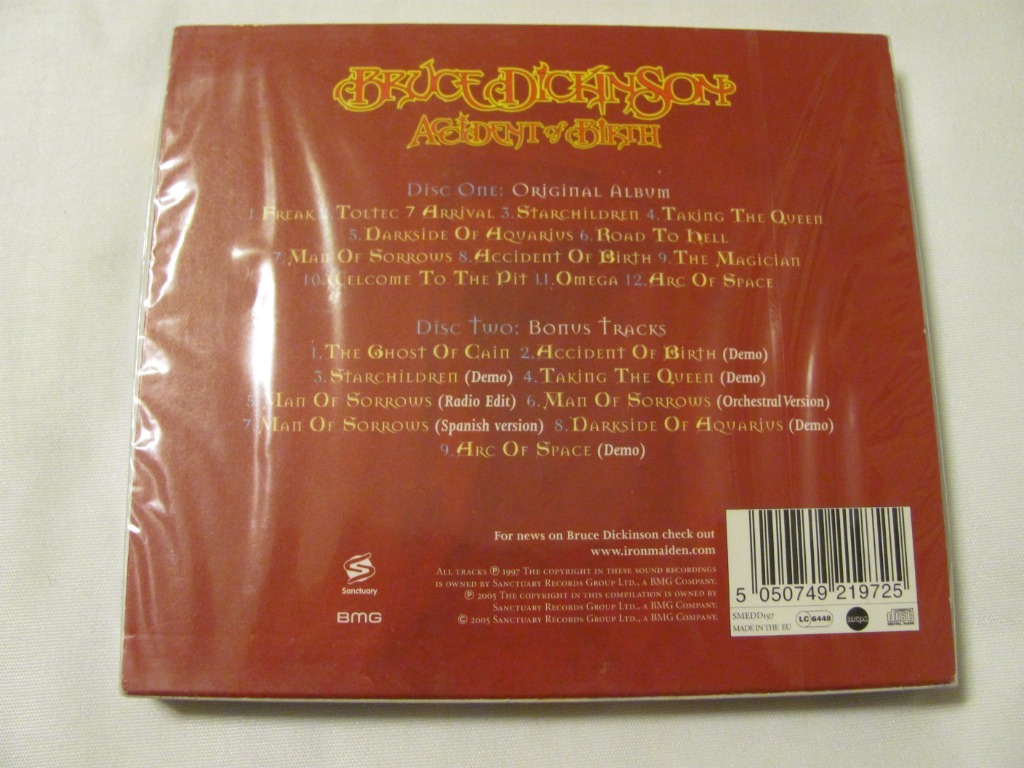 BRUCE DICKINSON
ACCIDENT of BIRTH
DISC ONE: ORIGINAL ALBUM
1. FREAK 2. TOLTEC 7 ARRIVAL 3. STARCHILDREN 4. TAKING THE QUEEN
5. DARKSIDE OF AQUARIUS 6. ROAD TO HELL
7. MAN OF SORROWS 8. ACCIDENT OF BIRTH 9. THE MAGICIAN
10. WELCOME TO THE PIT 11. OMEGA 12. ARC OF SPACE
DISC TWO: BONUS TRACKS
1. THE GHOST OF CAIN 2. ACCIDENT OF BIRTH (Demo)
3. STARCHILDREN (Demo) 4. TAKING THE QUEEN (Demo)
5. MAN OF SORROWS (Radio Edit) 6. MAN OF SORROWS (Orchestral Version)
7. MAN OF SORROWS (Spanish version) 8. DARKSIDE OF AQUARIUS (Demo)
9. ARC OF SPACE (Demo)
For news on Bruce Dickinson check out
www.ironmaiden.com
ALL TRACKS ℗ 1997 THE COPYRIGHT IN THESE SOUND RECORDINGS
IS OWNED BY SANCTUARY RECORDS GROUP LTD., A BMG COMPANY.
℗ 2005 THE COPYRIGHT IN THIS COMPILATION IS OWNED BY
SANCTUARY RECORDS GROUP LTD., A BMG COMPANY.
© 2005 SANCTUARY RECORDS GROUP LTD., A BMG COMPANY.
Sanctuary
BMG
5 050749 219725
SMEDD197
MADE IN THE EU
LC 6448
mcps
COMPACT disc DIGITAL AUDIO